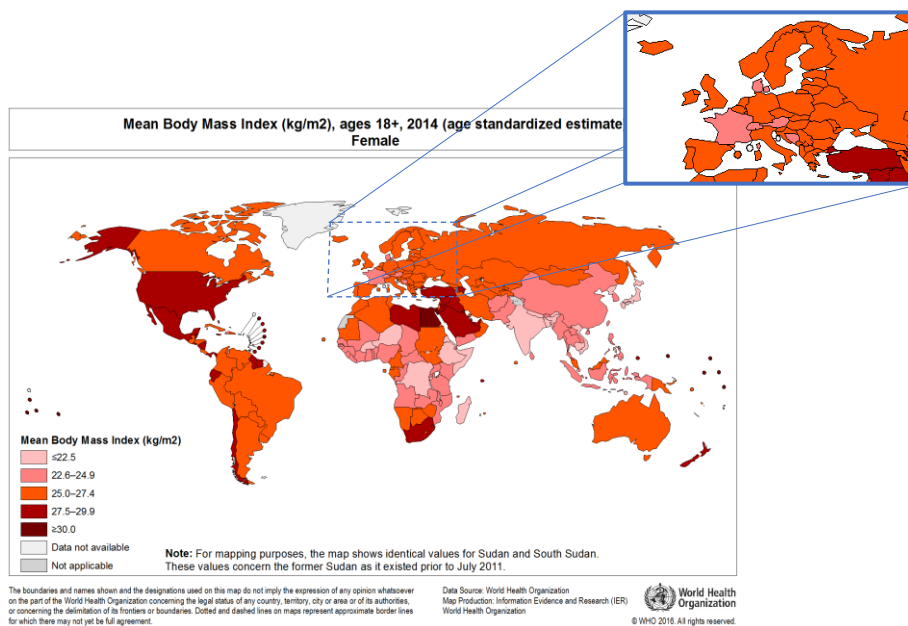 Mean Body Mass Index (kg/m2), ages 18+, 2014 (age standardized estimate
Female
Mean Body Mass Index (kg/m2)
≤22.5
22.6–24.9
25.0–27.4
27.5–29.9
≥30.0
Data not available
Not applicable
Note: For mapping purposes, the map shows identical values for Sudan and South Sudan.
These values concern the former Sudan as it existed prior to July 2011.
The boundaries and names shown and the designations used on this map do not imply the expression of any opinion whatsoever
on the part of the World Health Organization concerning the legal status of any country, territory, city or area or of its authorities,
or concerning the delimitation of its frontiers or boundaries. Dotted and dashed lines on maps represent approximate border lines
for which there may not yet be full agreement.
Data Source: World Health Organization
Map Production: Information Evidence and Research (IER)
World Health Organization
World Health
Organization
© WHO 2016. All rights reserved.